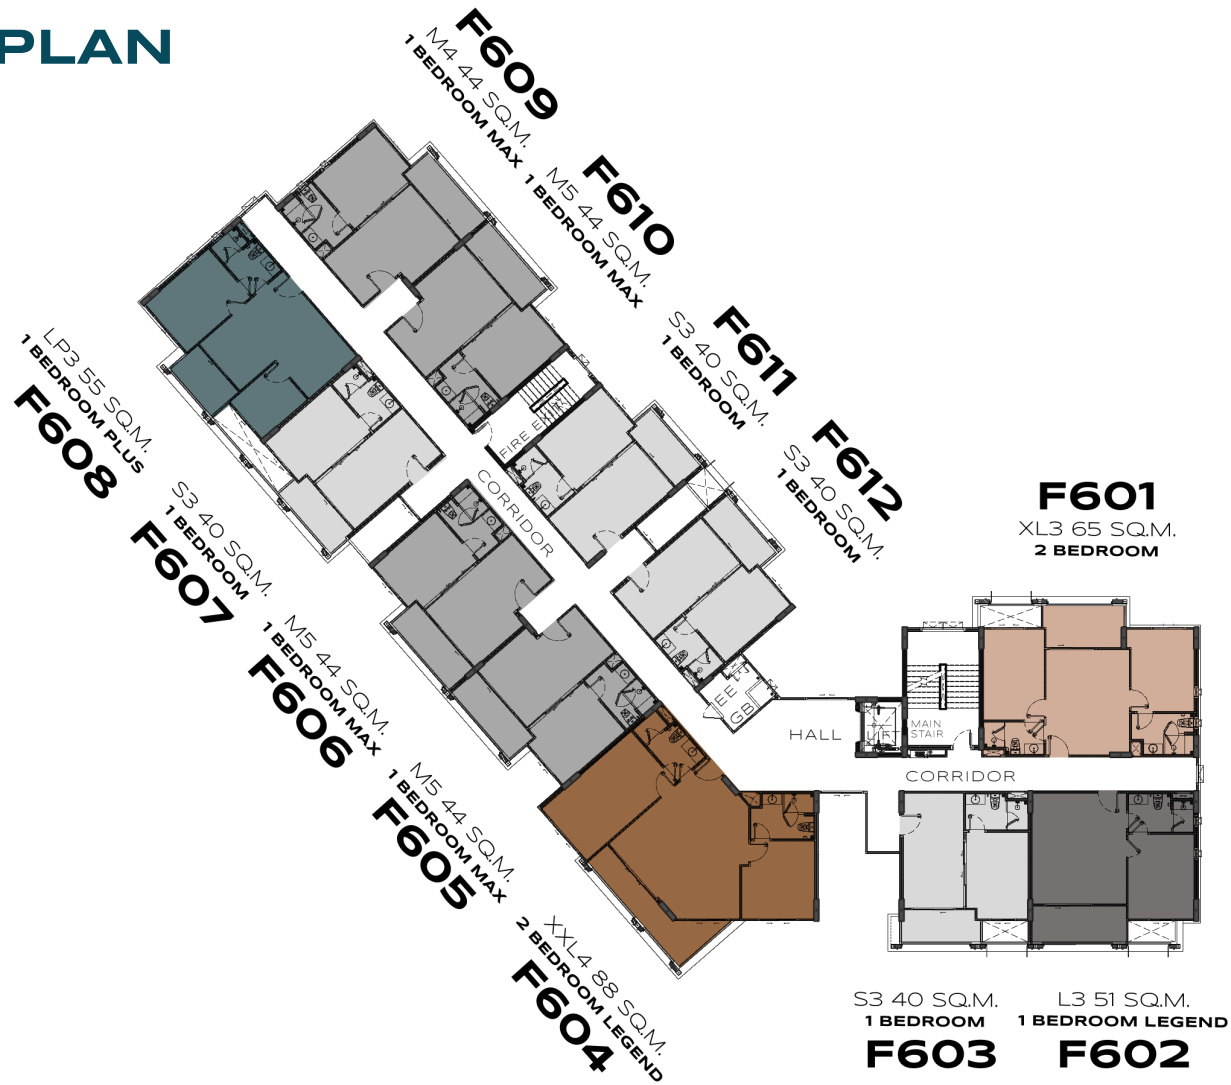 PLAN
F609
M4 44 SQ.M.
1 BEDROOM MAX
F610
M5 44 SQ.M.
1 BEDROOM MAX
F611
S3 40 SQ.M.
1 BEDROOM
F612
S3 40 SQ.M.
1 BEDROOM
F601
XL3 65 SQ.M.
2 BEDROOM
LP3 55 SQ.M.
1 BEDROOM PLUS
F608
S3 40 SQ.M.
1 BEDROOM
F607
M5 44 SQ.M.
1 BEDROOM MAX
F606
M5 44 SQ.M.
1 BEDROOM MAX
F605
XXL4 88 SQ.M.
2 BEDROOM LEGEND
F604
FIRE
CORRIDOR
EE
GB
HALL
LIFT
MAIN
STAIR
CORRIDOR
S3 40 SQ.M.
1 BEDROOM
F603
L3 51 SQ.M.
1 BEDROOM LEGEND
F602